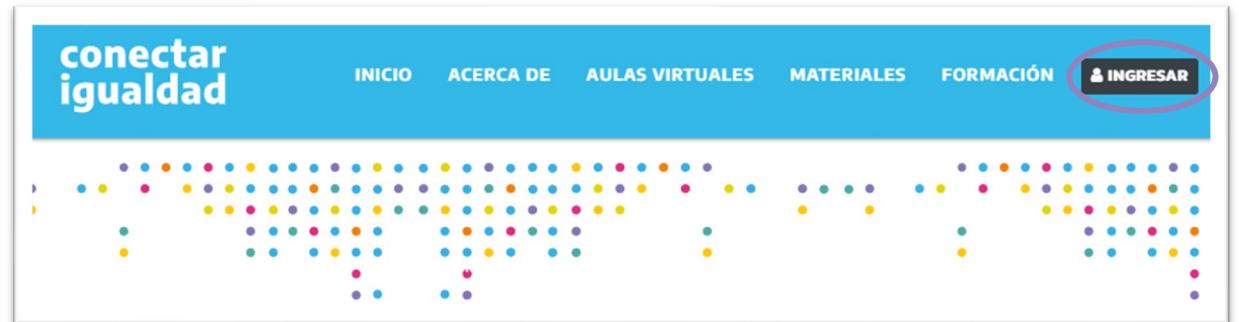 conectar
igualdad
INICIO ACERCA DE AULAS VIRTUALES MATERIALES FORMACIÓN INGRESAR